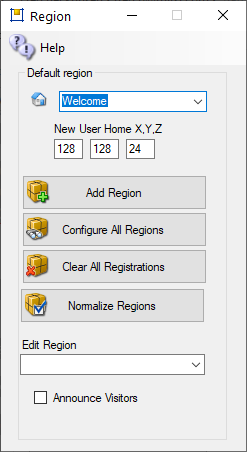 Region
Help
Default region
Welcome
New User Home X,Y,Z
128 128 24
Add Region
Configure All Regions
Clear All Registrations
Normalize Regions
Edit Region
Announce Visitors